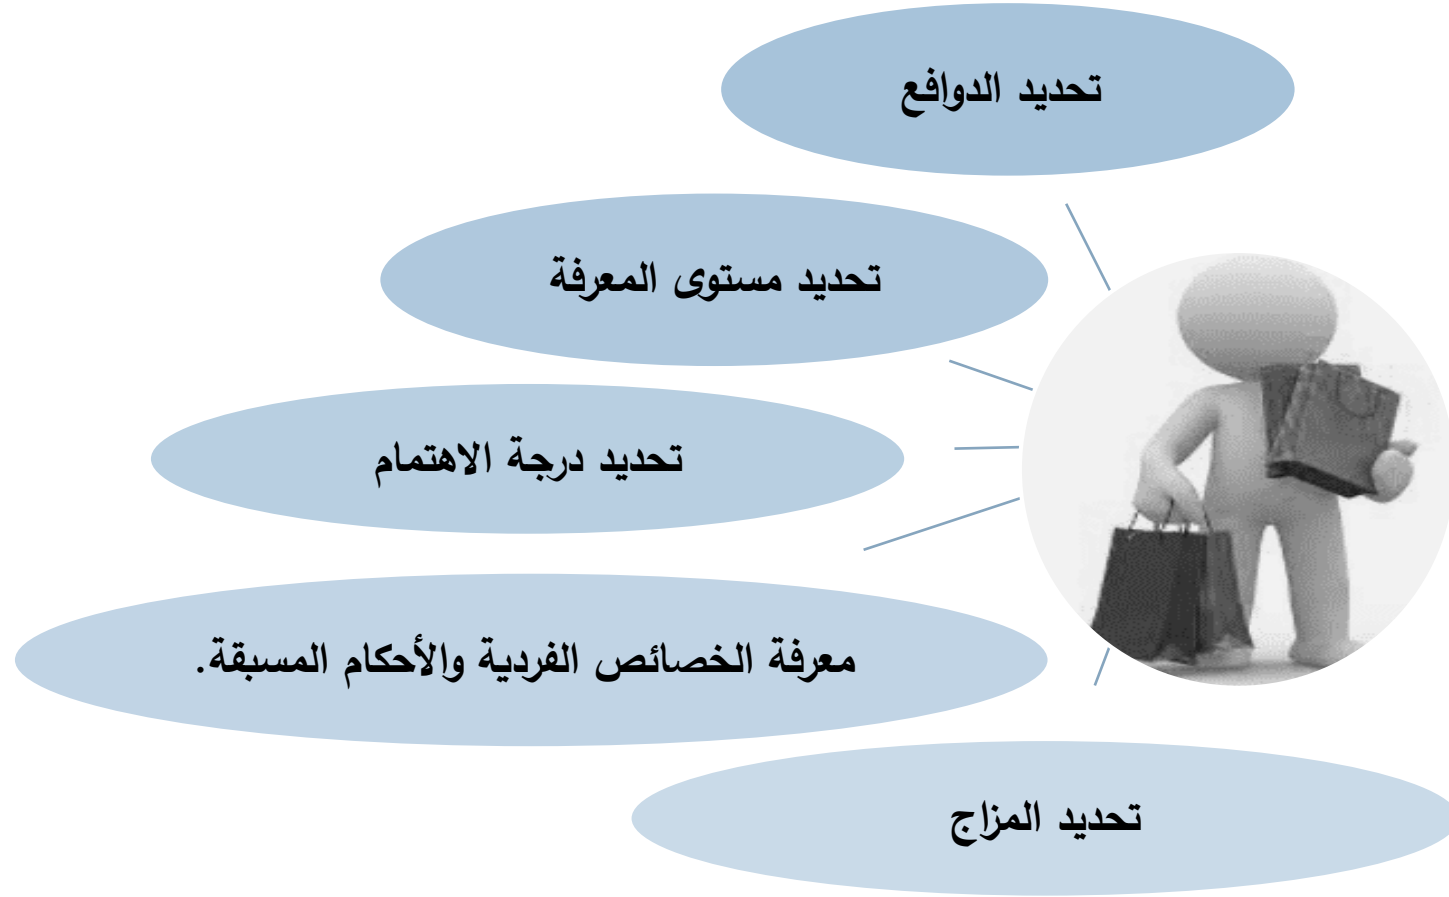 تحديد الدوافع
تحديد مستوى المعرفة
تحديد درجة الاهتمام
معرفة الخصائص الفردية والأحكام المسبقة.
تحديد المزاج